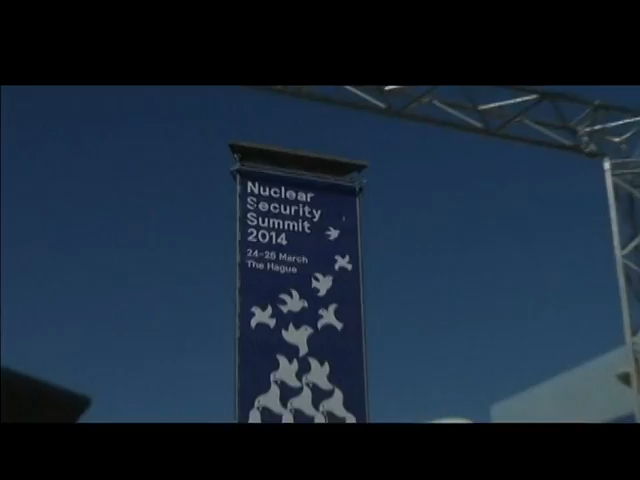 Nuclear
Security
Summit
2014
24-25 March
The Hague